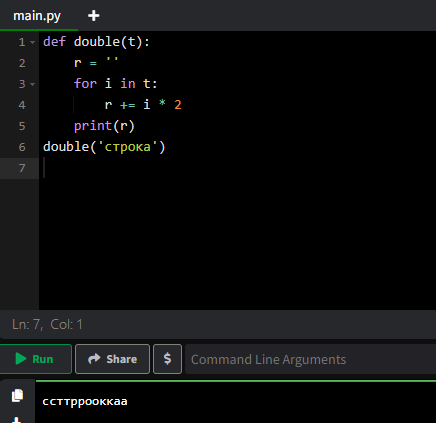 main.py +
1 def double(t):
2     r = ''
3     for i in t:
4         r += i * 2
5     print(r)
6 double('строка')
7
Ln: 7, Col: 1
Run Share $ Command Line Arguments
ссттррооккаа